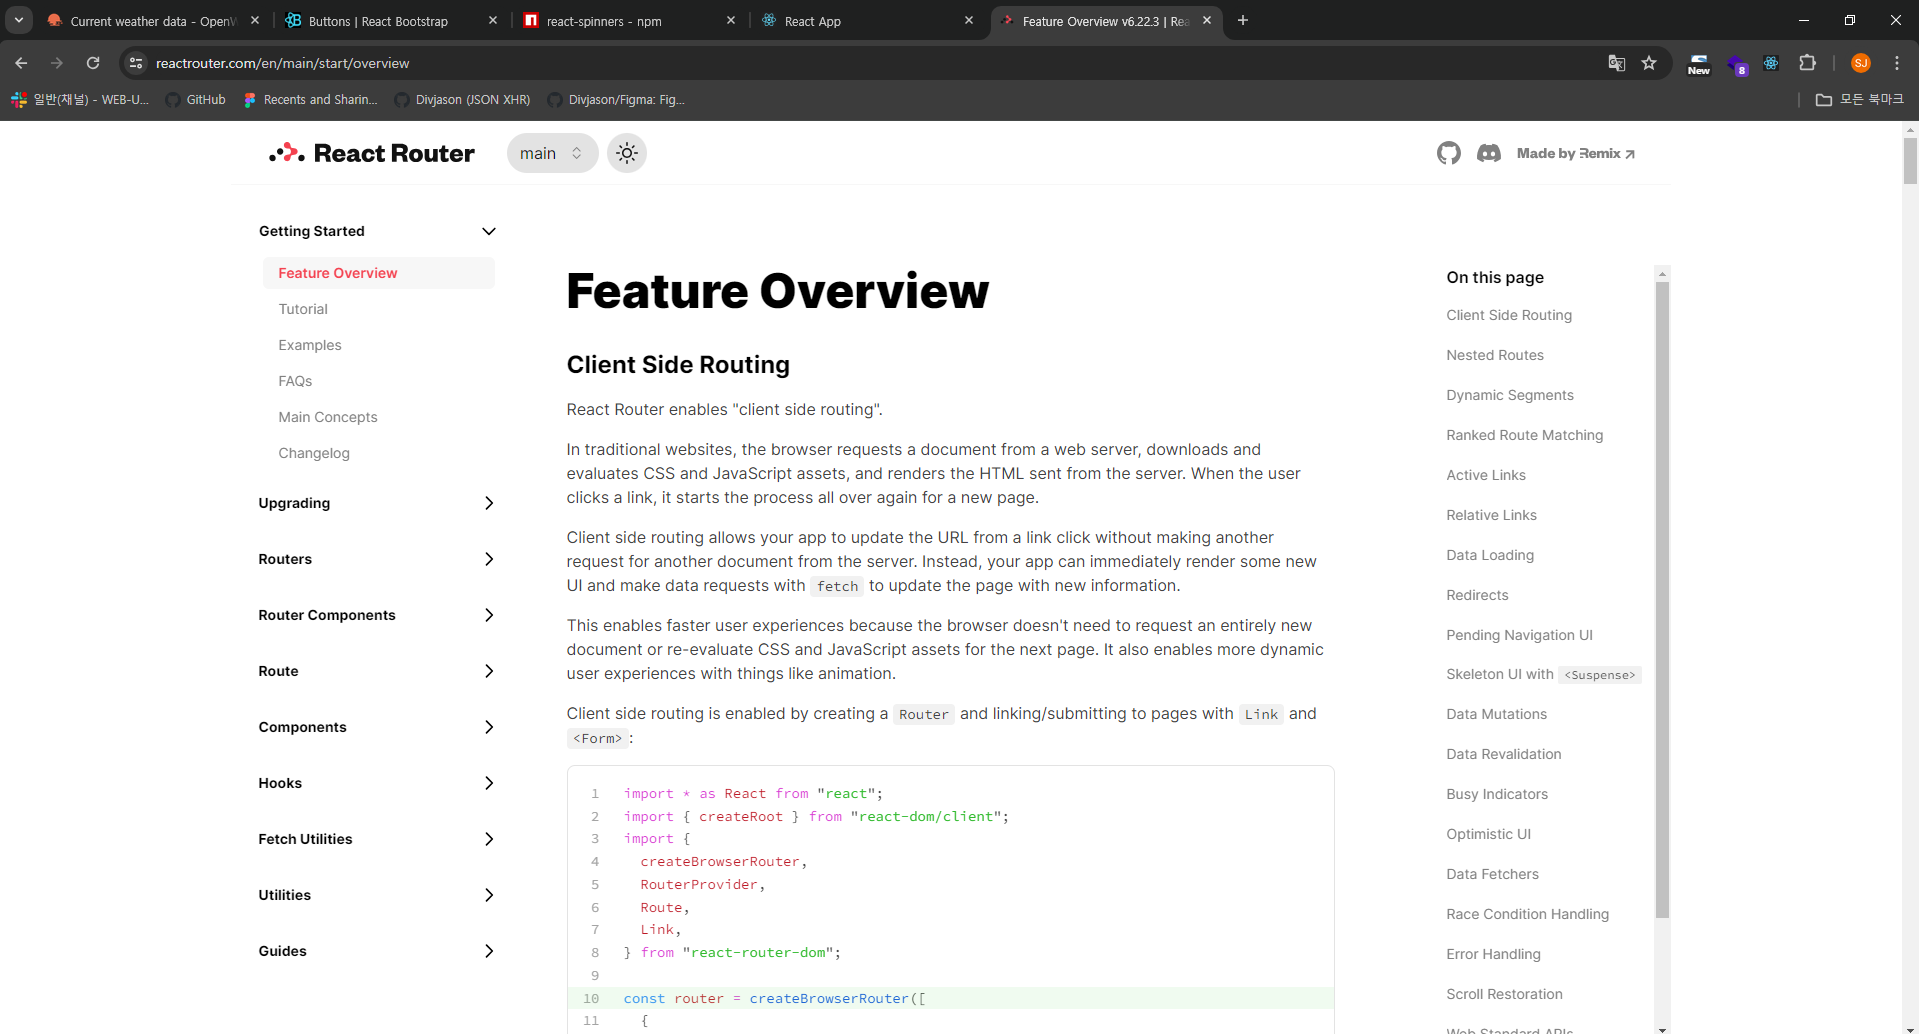 Current weather data - OpenW
Buttons | React Bootstrap
react-spinners - npm
React App
Feature Overview v6.22.3 | Rea
reactrouter.com/en/main/start/overview
New
8
SJ
일반(채널) - WEB-U...
GitHub
Recents and Sharin...
Divjason (JSON XHR)
Divjason/Figma: Fig...
모든 북마크
React Router
main
Made by Remix
Getting Started
Feature Overview
Tutorial
Examples
FAQs
Main Concepts
Changelog
Upgrading
Routers
Router Components
Route
Components
Hooks
Fetch Utilities
Utilities
Guides
Feature Overview
Client Side Routing
React Router enables "client side routing".
In traditional websites, the browser requests a document from a web server, downloads and
evaluates CSS and JavaScript assets, and renders the HTML sent from the server. When the user
clicks a link, it starts the process all over again for a new page.
Client side routing allows your app to update the URL from a link click without making another
request for another document from the server. Instead, your app can immediately render some new
UI and make data requests with fetch to update the page with new information.
This enables faster user experiences because the browser doesn't need to request an entirely new
document or re-evaluate CSS and JavaScript assets for the next page. It also enables more dynamic
user experiences with things like animation.
Client side routing is enabled by creating a Router and linking/submitting to pages with Link and
<Form> :
1 import * as React from "react";
2 import { createRoot } from "react-dom/client";
3 import {
4 createBrowserRouter,
5 RouterProvider,
6 Route,
7 Link,
8 } from "react-router-dom";
9
10 const router = createBrowserRouter([
11 {
On this page
Client Side Routing
Nested Routes
Dynamic Segments
Ranked Route Matching
Active Links
Relative Links
Data Loading
Redirects
Pending Navigation UI
Skeleton UI with <Suspense>
Data Mutations
Data Revalidation
Busy Indicators
Optimistic UI
Data Fetchers
Race Condition Handling
Error Handling
Scroll Restoration
Web Standard APIs